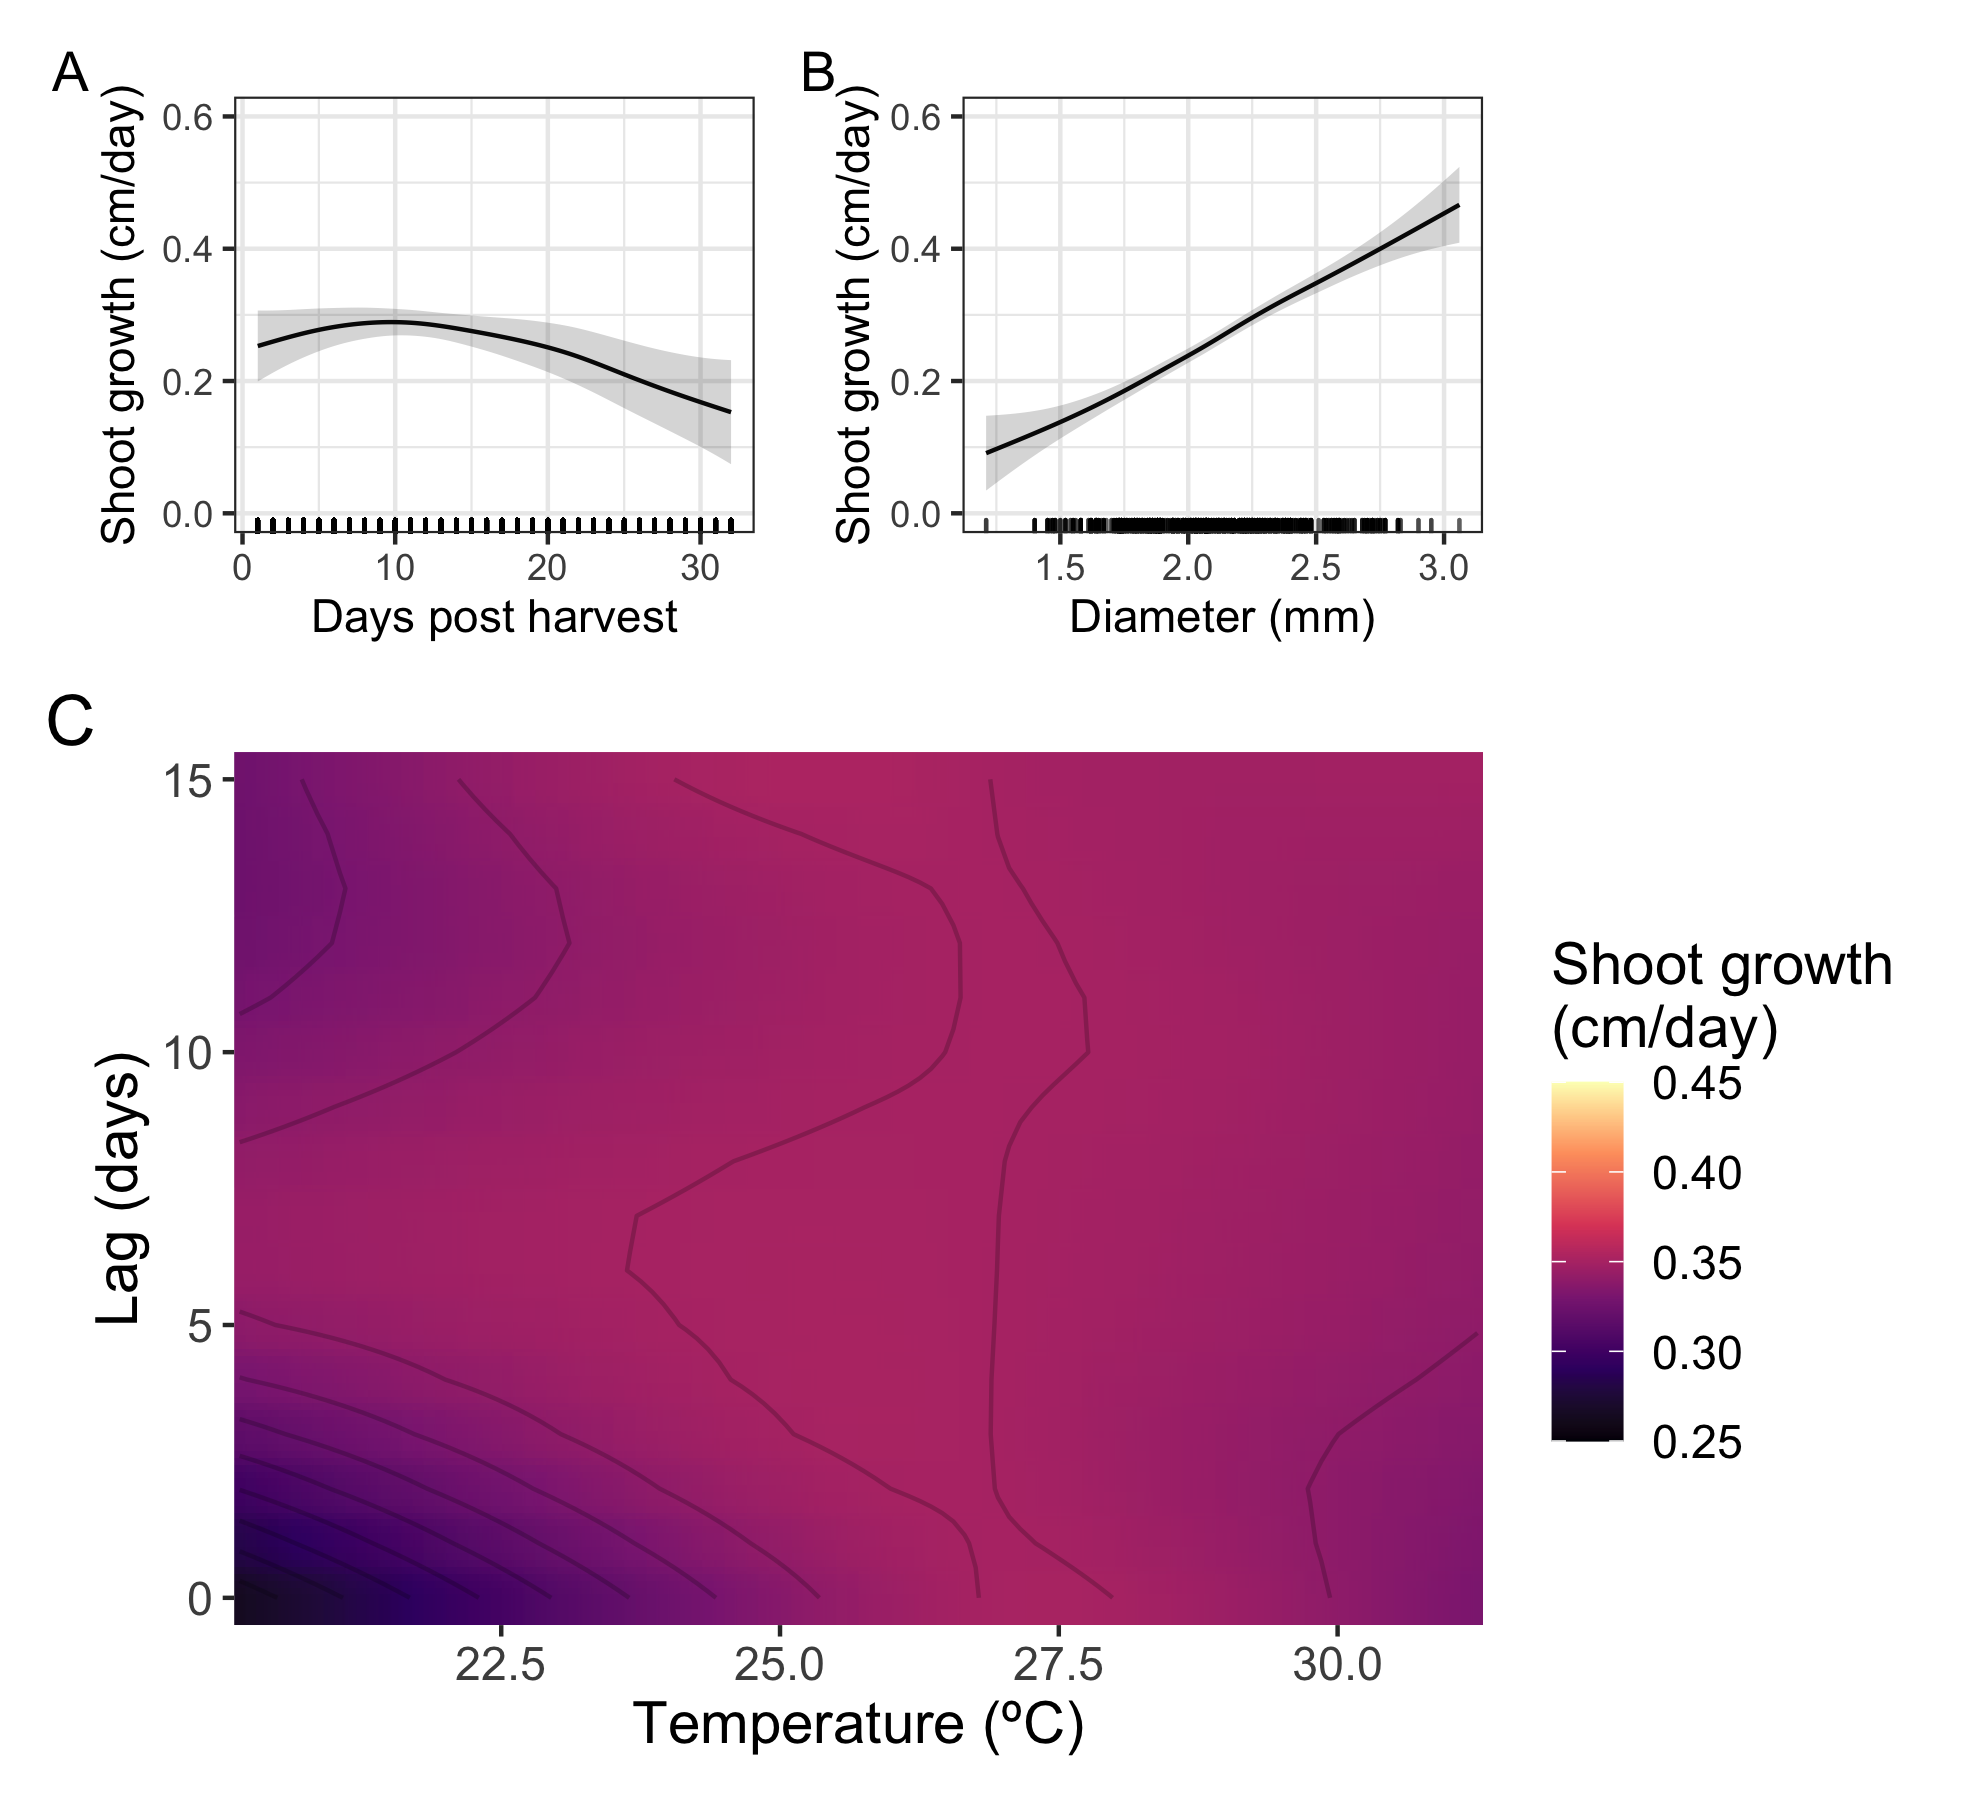 A
Shoot growth (cm/day)
0.6
0.4
0.2
0.0
0 10 20 30
Days post harvest
B
Shoot growth (cm/day)
0.6
0.4
0.2
0.0
1.5 2.0 2.5 3.0
Diameter (mm)
C
Lag (days)
15
10
5
0
22.5 25.0 27.5 30.0
Temperature (ºC)
Shoot growth
(cm/day)
0.45
0.40
0.35
0.30
0.25